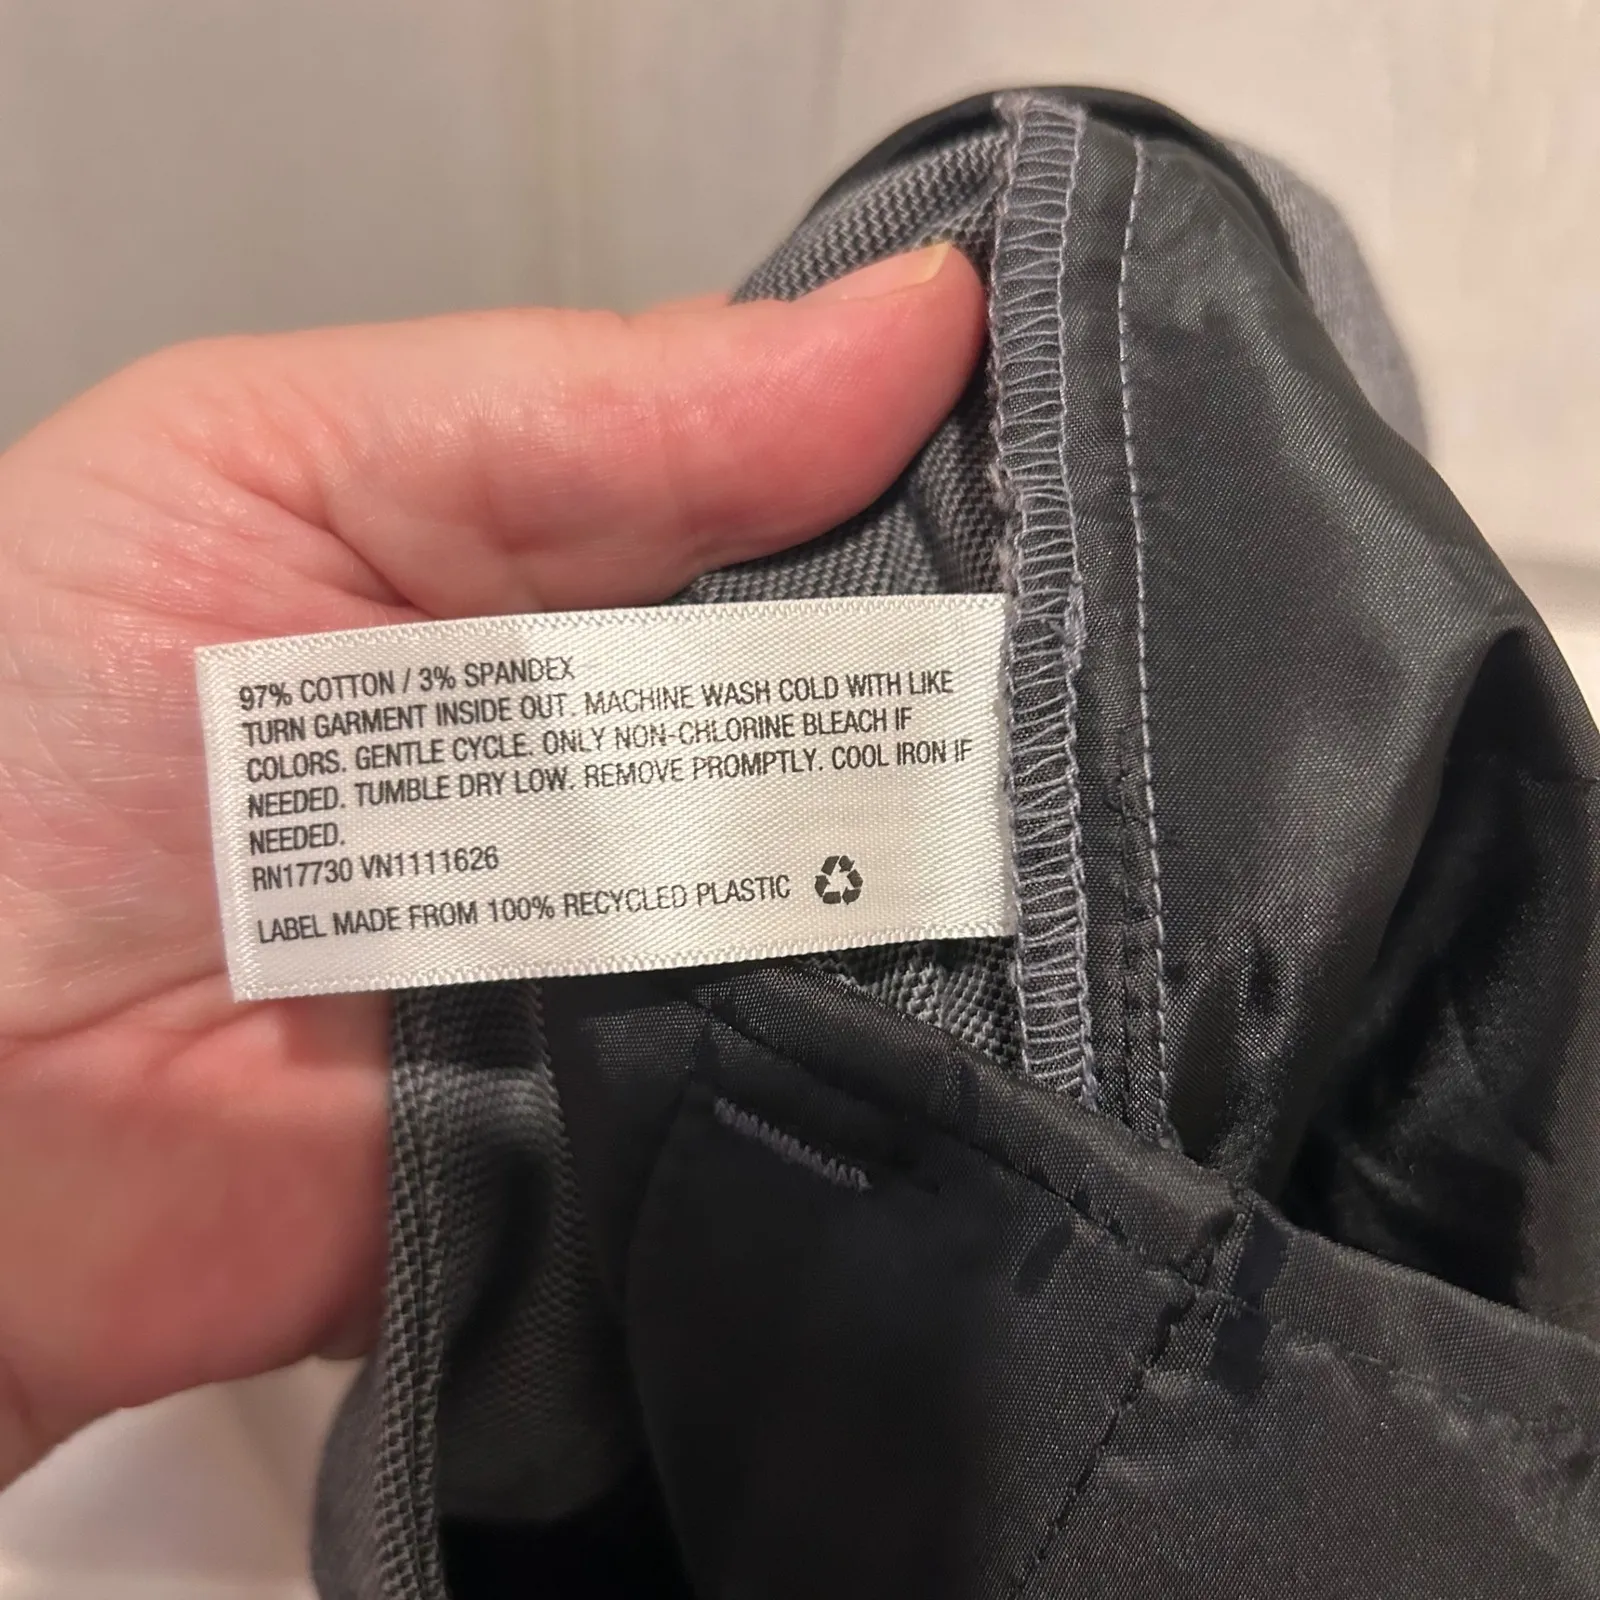 97% COTTON / 3% SPANDEX
TURN GARMENT INSIDE OUT. MACHINE WASH COLD WITH LIKE
COLORS. GENTLE CYCLE. ONLY NON-CHLORINE BLEACH IF
NEEDED. TUMBLE DRY LOW. REMOVE PROMPTLY. COOL IRON IF
NEEDED.
RN17730 VN1111626
LABEL MADE FROM 100% RECYCLED PLASTIC